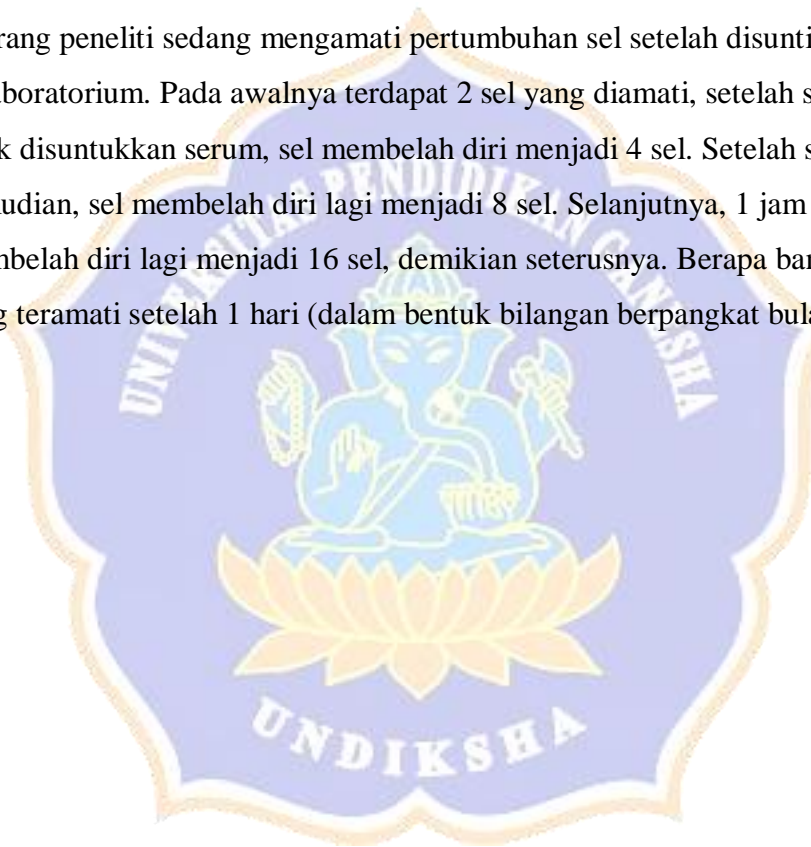 rang peneliti sedang mengamati pertumbuhan sel setelah disunti
boratorium. Pada awalnya terdapat 2 sel yang diamati, setelah s
k disuntukkan serum, sel membelah diri menjadi 4 sel. Setelah s
udian, sel membelah diri lagi menjadi 8 sel. Selanjutnya, 1 jam
nbelah diri lagi menjadi 16 sel, demikian seterusnya. Berapa ba
g teramati setelah 1 hari (dalam bentuk bilangan berpangkat bula
UNIVERSITAS PENDIDIKAN GANESHA
UNDIKSHA